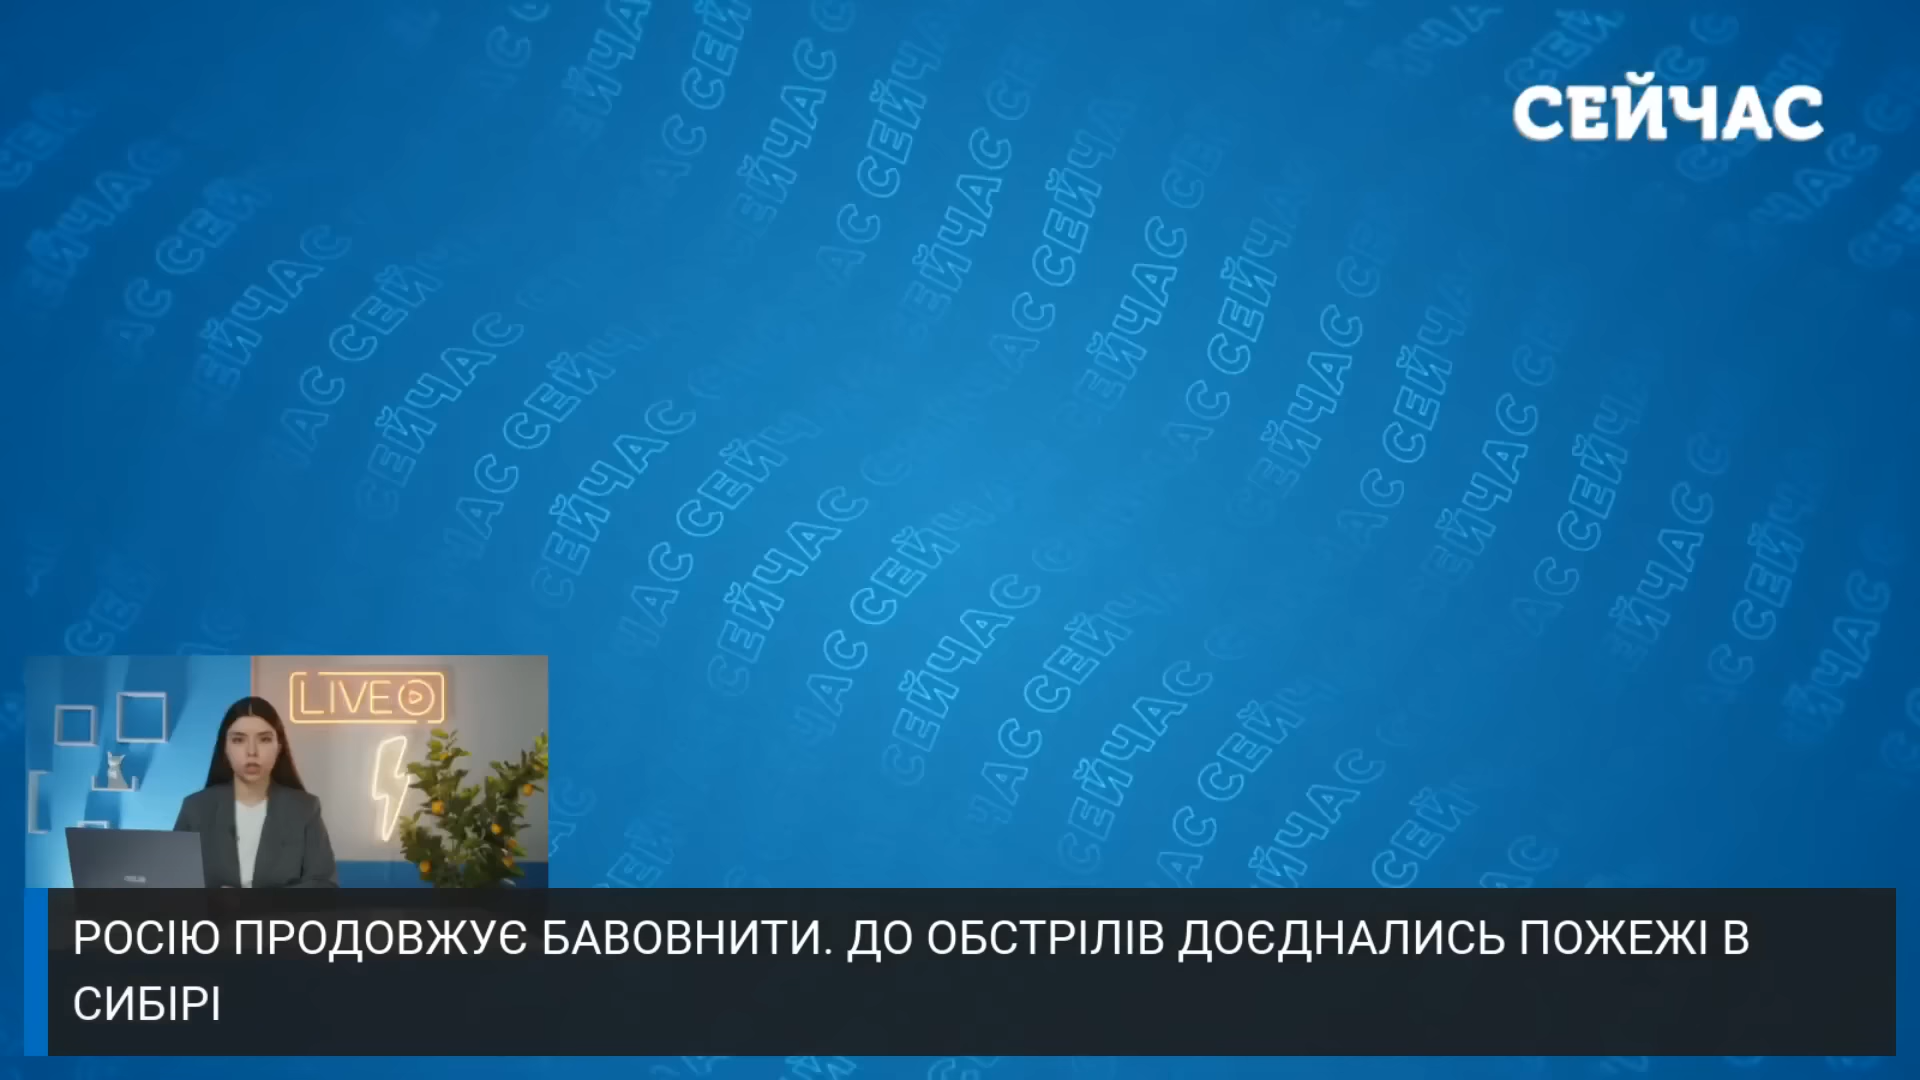 СЕЙЧАС
LIVE
РОСІЮ ПРОДОВЖУЄ БАВОВНИТИ. ДО ОБСТРІЛІВ ДОЄДНАЛИСЬ ПОЖЕЖІ В
СИБІРІ